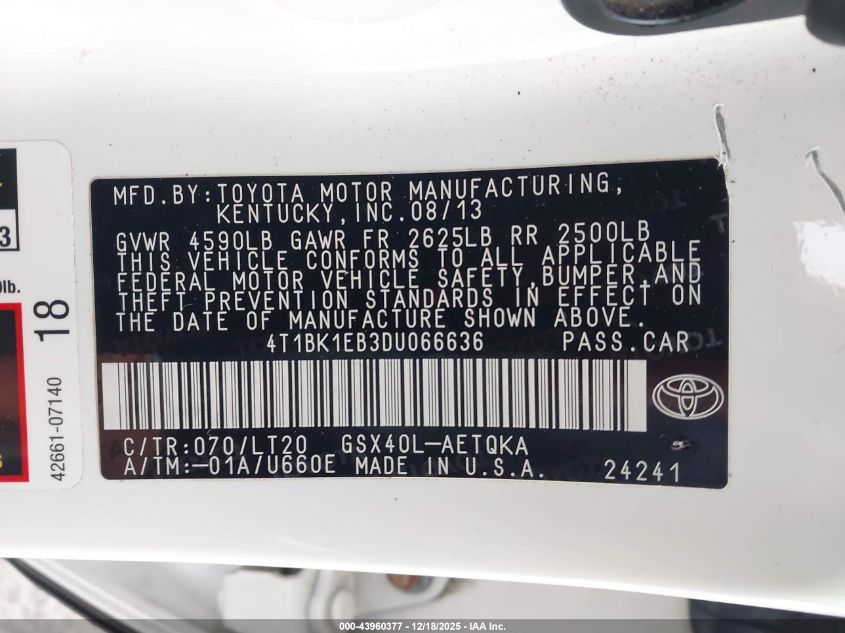 MFD.BY:TOYOTA MOTOR MANUFACTURING,
KENTUCKY,INC.08/13
GVWR 4590LB GAWR FR 2625LB RR 2500LB
THIS VEHICLE CONFORMS TO ALL APPLICABLE
FEDERAL MOTOR VEHICLE SAFETY,BUMPER,AND
THEFT PREVENTION STANDARDS IN EFFECT ON
THE DATE OF MANUFACTURE SHOWN ABOVE.
4T1BK1EB3DU066636 PASS.CAR
C/TR:070/LT20 GSX40L-AETQKA
A/TM:-01A/U660E MADE IN U.S.A. 24241
3
lb.
18
42661-07140
000-43960377 – 12/18/2025 – IAA Inc.